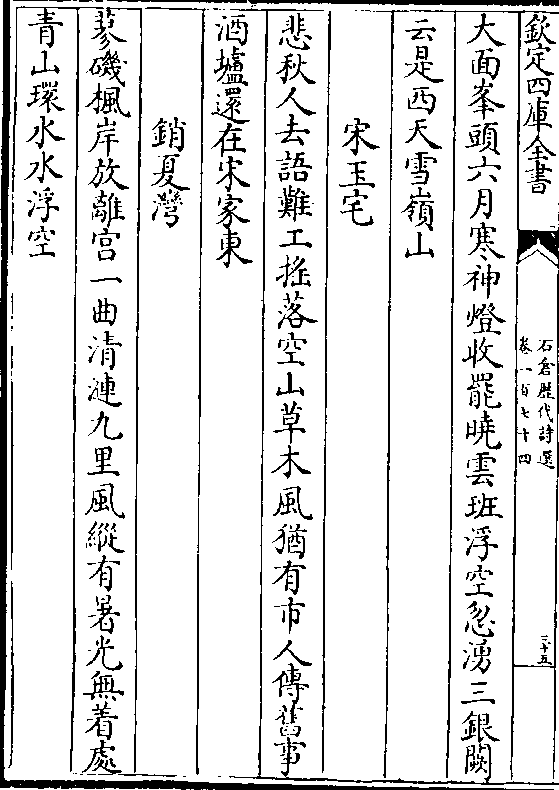 欽定四庫全書
石倉歷代詩選
卷一百七十四
三十五
大面峯頭六月寒神燈收罷曉雲班浮空忽湧三銀闕
云是西天雪嶺山
宋玉宅
悲秋人去語難工搖落空山草木風猶有市人傳舊事
酒壚還在宋家東
銷夏灣
蓼磯楓岸放離宫一曲清漣九里風縱有暑光無着處
青山環水水浮空